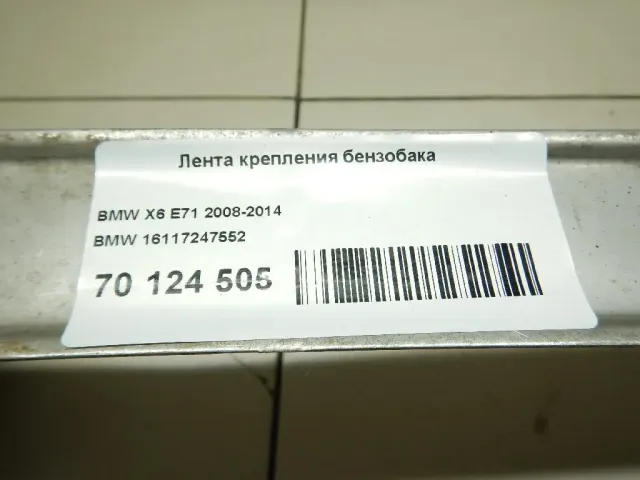 Лента крепления бензобака
BMW X6 E71 2008-2014
BMW 16117247552
70 124 505